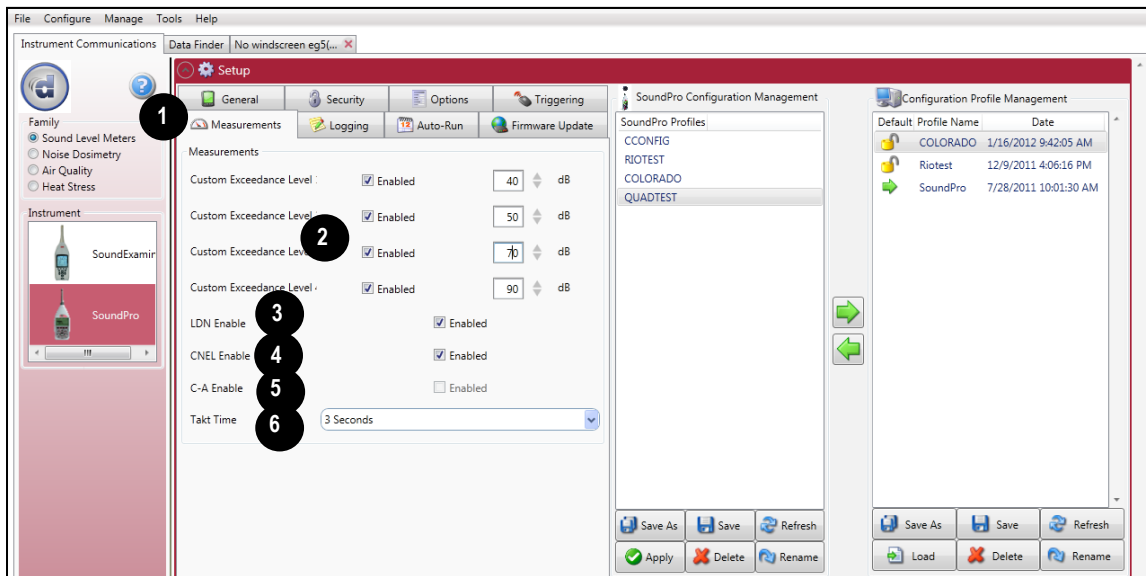 File Configure Manage Tools Help
Instrument Communications Data Finder No windscreen eg5(...
Setup
General Security Options Triggering
Measurements Logging Auto-Run Firmware Update
1
Family
Sound Level Meters
Noise Dosimetry
Air Quality
Heat Stress
Instrument
SoundExamin
SoundPro
Measurements
Custom Exceedance Level Enabled 40 dB
Custom Exceedance Level Enabled 50 dB
2
Custom Exceedance Leve Enabled 70 dB
Custom Exceedance Level Enabled 90 dB
LDN Enable 3 Enabled
CNEL Enable 4 Enabled
C-A Enable 5 Enabled
Takt Time 6 3 Seconds
SoundPro Configuration Management
SoundPro Profiles
CCONFIG
RIOTEST
COLORADO
QUADTEST
Save As Save Refresh
Apply Delete Rename
Configuration Profile Management
Default Profile Name Date
COLORADO 1/16/2012 9:42:05 AM
Riotest 12/9/2011 4:06:16 PM
SoundPro 7/28/2011 10:01:30 AM
Save As Save Refresh
Load Delete Rename